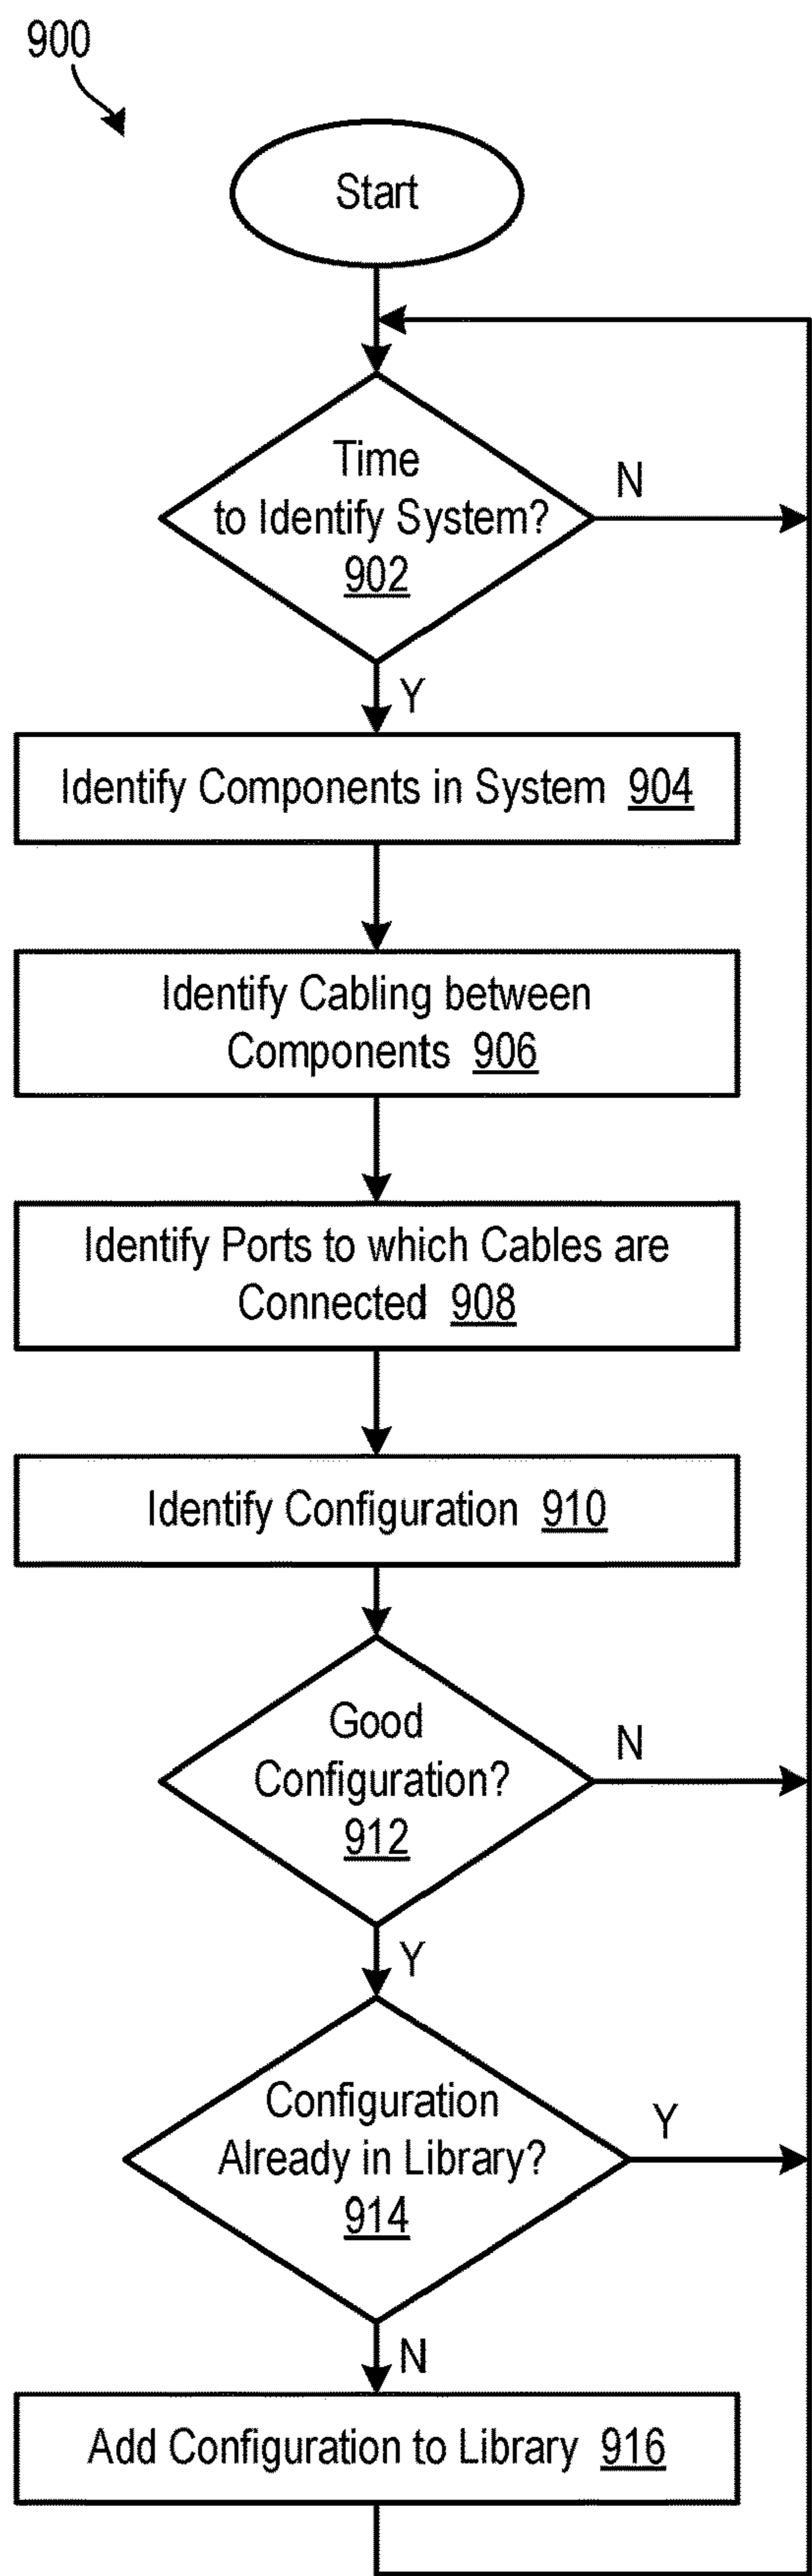 900
Start
Time
to Identify System?
902
N
Y
Identify Components in System 904
Identify Cabling between
Components 906
Identify Ports to which Cables are
Connected 908
Identify Configuration 910
Good
Configuration?
912
N
Y
Configuration
Already in Library?
914
Y
N
Add Configuration to Library 916